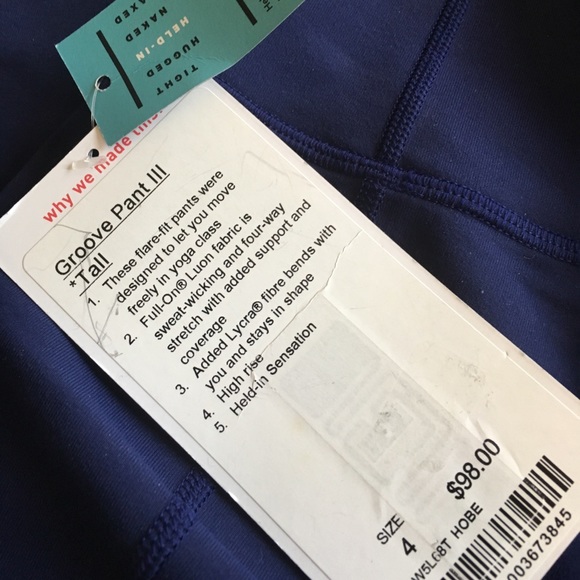 TIGHT
HUGGED
HELD-IN
NAKED
why we made this:
Groove Pant III
*Tall
1. These flare-fit pants were
designed to let you move
freely in yoga class
2. Full-On® Luon fabric is
sweat-wicking and four-way
stretch with added support and
coverage
3. Added Lycra® fibre bends with
you and stays in shape
4. High rise
5. Held-in Sensation
$98.00
SIZE
4
HOBE
03673845